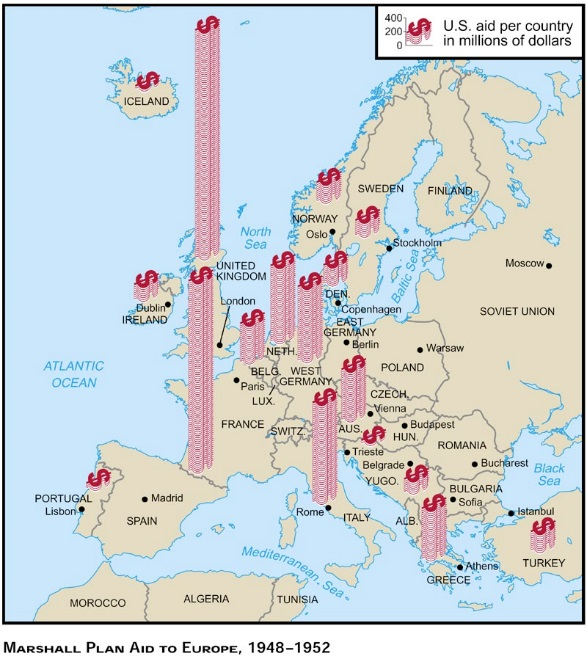 400
200
0
U.S. aid per country
in millions of dollars
ICELAND
SWEDEN
FINLAND
NORWAY
Oslo
North
Sea
Stockholm
UNITED
KINGDOM
Moscow
Baltic Sea
London
DEN.
Dublin
IRELAND
Copenhagen
SOVIET UNION
EAST
GERMANY
Berlin
Warsaw
NETH.
ATLANTIC
OCEAN
BELG.
WEST
GERMANY
POLAND
Paris
LUX.
CZECH.
Vienna
FRANCE
SWITZ.
AUS.
Budapest
HUN.
ROMANIA
Trieste
Belgrade
Bucharest
Black
Sea
YUGO.
PORTUGAL
Lisbon
Madrid
SPAIN
BULGARIA
Sofia
Rome
ITALY
ALB.
Istanbul
Mediterranean Sea
Athens
GREECE
TURKEY
MOROCCO
ALGERIA
TUNISIA
MARSHALL PLAN AID TO EUROPE, 1948–1952